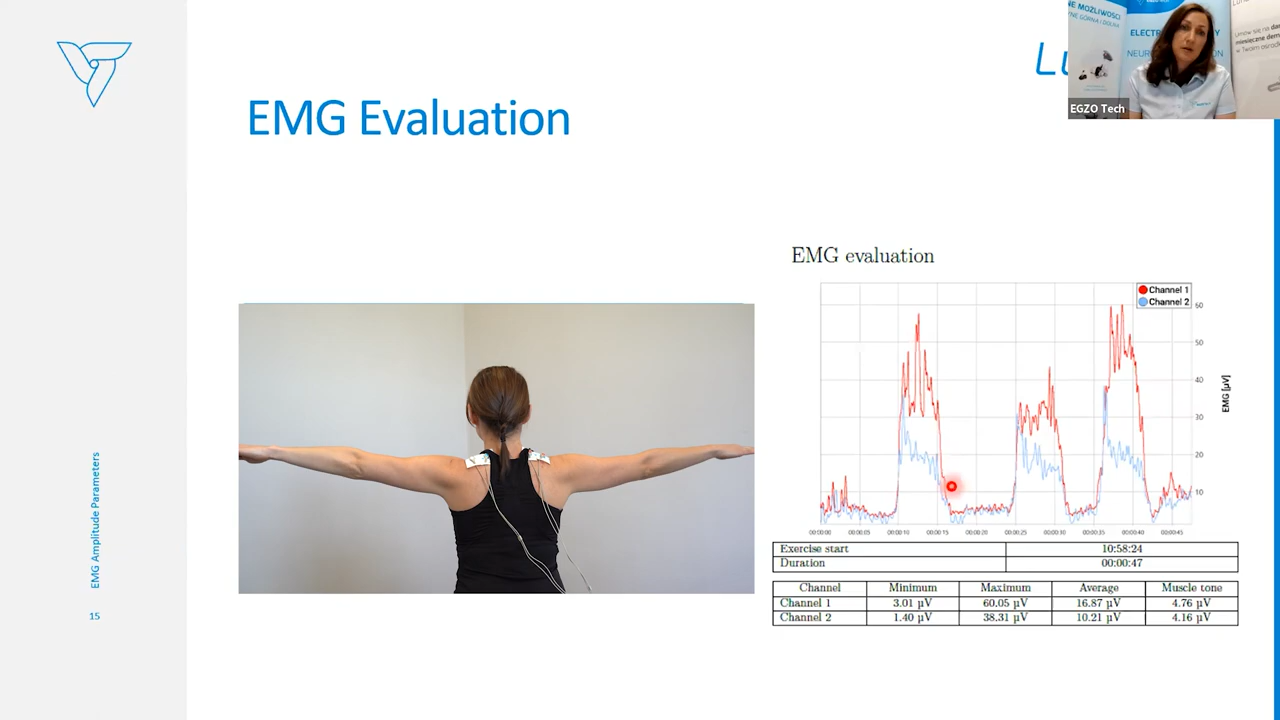 EMG Evaluation
EGZO Tech
EMG Amplitude Parameters
15
EMG evaluation
Channel 1
Channel 2
60
50
40
30
20
10
EMG [µV]
00:00:00 00:00:05 00:00:10 00:00:15 00:00:20 00:00:25 00:00:30 00:00:35 00:00:40 00:00:45
Exercise start 10:58:24
Duration 00:00:47
Channel Minimum Maximum Average Muscle tone
Channel 1 3.01 µV 60.05 µV 16.87 µV 4.76 µV
Channel 2 1.40 µV 38.31 µV 10.21 µV 4.16 µV